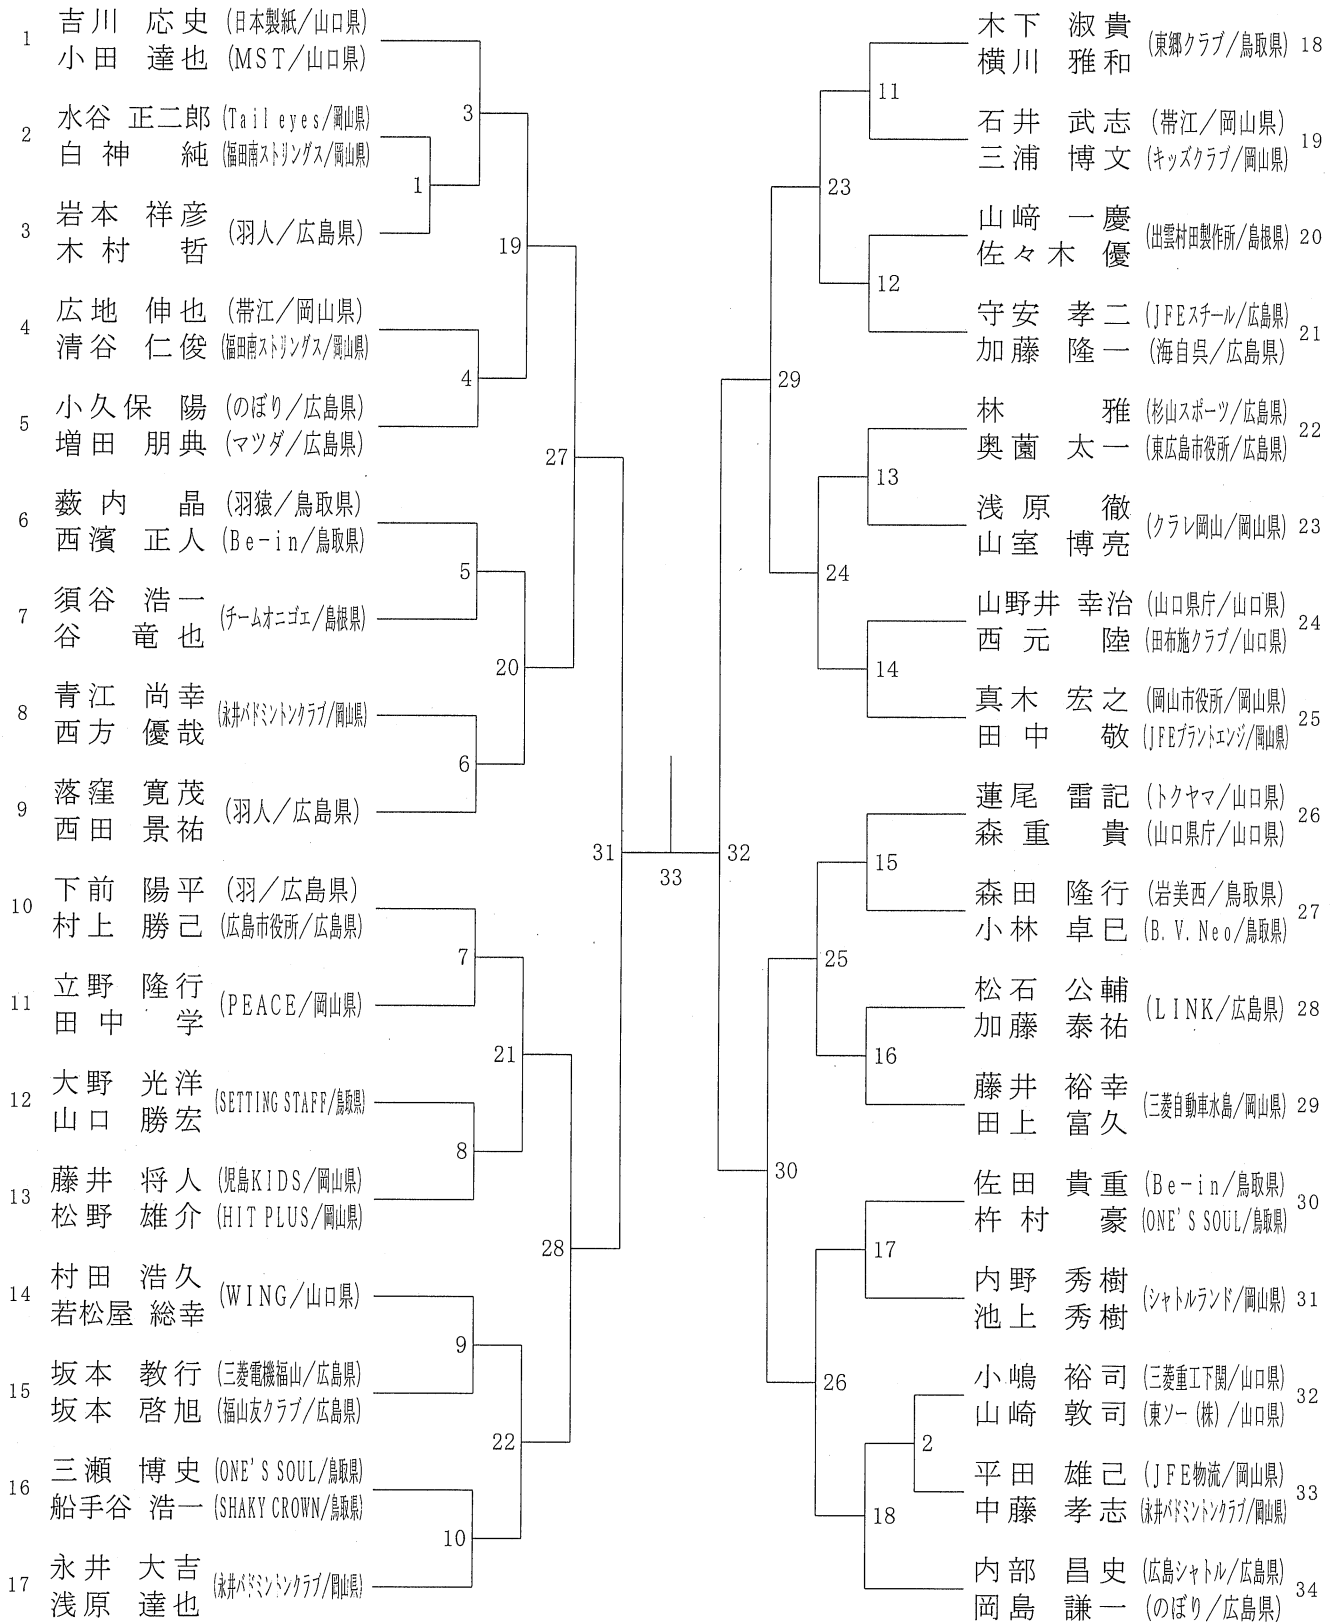 1
吉川 応史 (日本製紙/山口県)
小田 達也 (MST/山口県)
2
水谷 正二郎 (Tail eyes/岡山県)
白神 純 (福田南ストリングス/岡山県)
3
岩本 祥彦
木村 哲
(羽人/広島県)
4
広地 伸也 (帯江/岡山県)
清谷 仁俊 (福田南ストリングス/岡山県)
5
小久保 陽 (のぼり/広島県)
増田 朋典 (マツダ/広島県)
6
薮内 晶 (羽猿/鳥取県)
西濱 正人 (Be-in/鳥取県)
7
須谷 浩一
谷 竜也
(チームオニゴエ/島根県)
8
青江 尚幸
西方 優哉
(永井バドミントンクラブ/岡山県)
9
落窪 寛茂
西田 景祐
(羽人/広島県)
10
下前 陽平 (羽/広島県)
村上 勝己 (広島市役所/広島県)
11
立野 隆行
田中 学
(PEACE/岡山県)
12
大野 光洋
山口 勝宏
(SETTING STAFF/鳥取県)
13
藤井 将人 (児島KIDS/岡山県)
松野 雄介 (HIT PLUS/岡山県)
14
村田 浩久
若松屋 総幸
(WING/山口県)
15
坂本 教行 (三菱電機福山/広島県)
坂本 啓旭 (福山友クラブ/広島県)
16
三瀬 博史 (ONE'S SOUL/鳥取県)
船手谷 浩一 (SHAKY CROWN/鳥取県)
17
永井 大吉
浅原 達也
(永井バドミントンクラブ/岡山県)
3
1
19
4
27
5
20
6
31
7
21
8
28
9
22
10
33
32
11
23
12
29
13
24
14
15
25
16
30
17
26
2
18
木下 淑貴
横川 雅和
(東郷クラブ/鳥取県) 18
石井 武志 (帯江/岡山県)
三浦 博文 (キッズクラブ/岡山県)
19
山﨑 一慶
佐々木 優
(出雲村田製作所/島根県) 20
守安 孝二 (JFEスチール/広島県)
加藤 隆一 (海自呉/広島県)
21
林 雅 (杉山スポーツ/広島県)
奥薗 太一 (東広島市役所/広島県)
22
浅原 徹
山室 博亮
(クラレ岡山/岡山県) 23
山野井 幸治 (山口県庁/山口県)
西元 陸 (田布施クラブ/山口県)
24
真木 宏之 (岡山市役所/岡山県)
田中 敬 (JFEプラントエンジ/岡山県)
25
蓮尾 雷記 (トクヤマ/山口県)
森重 貴 (山口県庁/山口県)
26
森田 隆行 (岩美西/鳥取県)
小林 卓巳 (B.V.Neo/鳥取県)
27
松石 公輔
加藤 泰祐
(LINK/広島県) 28
藤井 裕幸
田上 富久
(三菱自動車水島/岡山県) 29
佐田 貴重 (Be-in/鳥取県)
杵村 豪 (ONE'S SOUL/鳥取県)
30
内野 秀樹
池上 秀樹
(シャトルランド/岡山県) 31
小嶋 裕司 (三菱重工下関/山口県)
山崎 敦司 (東ソー(株)/山口県)
32
平田 雄己 (JFE物流/岡山県)
中藤 孝志 (永井バドミントンクラブ/岡山県)
33
内部 昌史 (広島シャトル/広島県)
岡島 謙一 (のぼり/広島県)
34